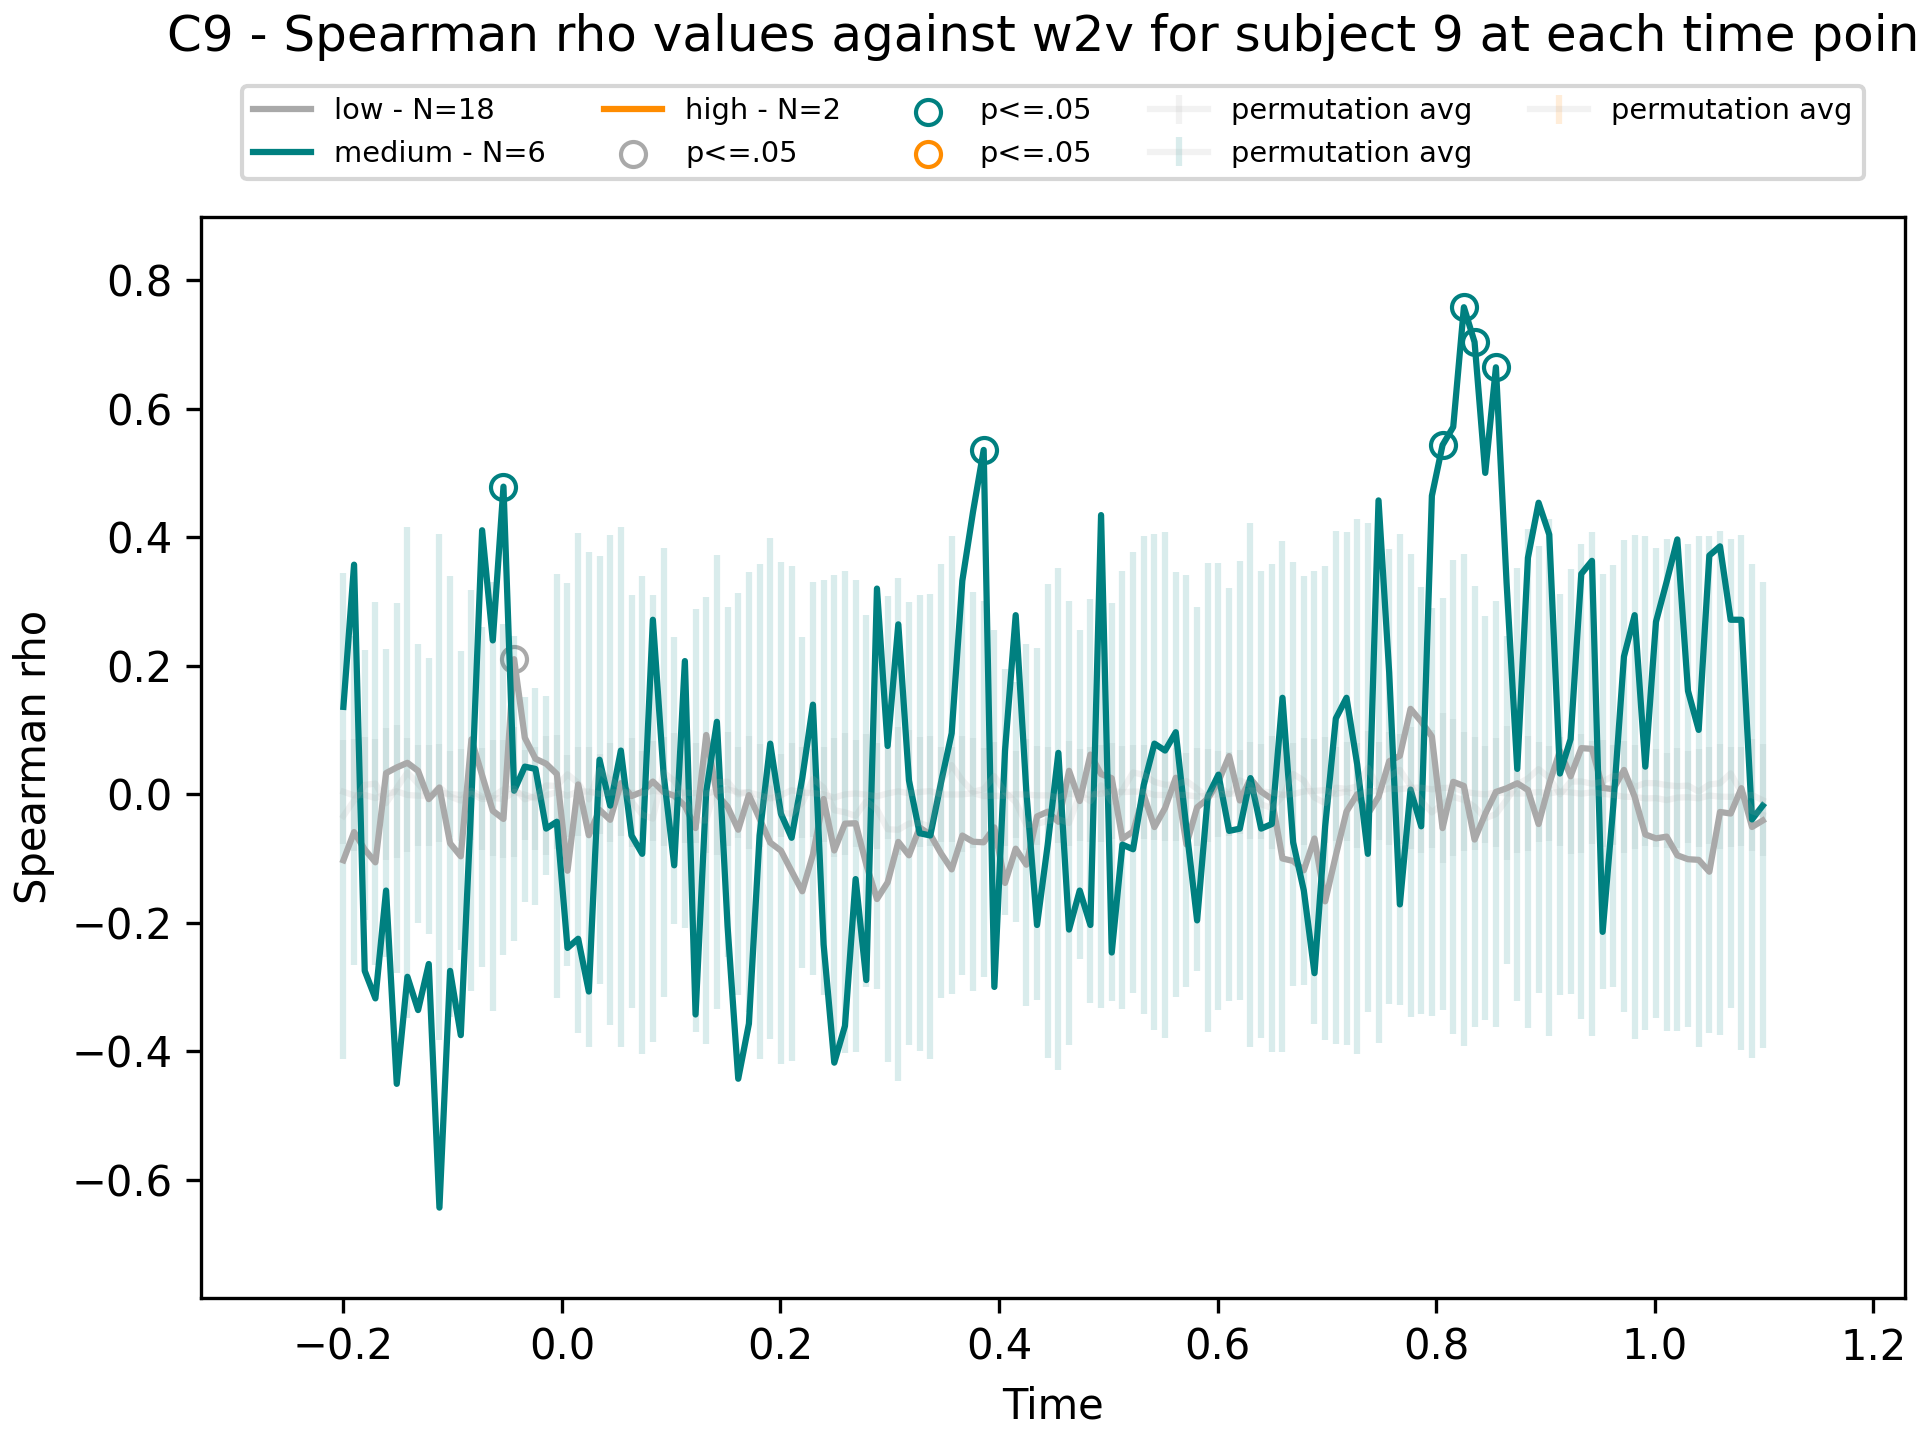 C9 - Spearman rho values against w2v for subject 9 at each time poin
low - N=18
medium - N=6
high - N=2
p<=.05
p<=.05
p<=.05
permutation avg
permutation avg
permutation avg
Spearman rho
0.8
0.6
0.4
0.2
0.0
−0.2
−0.4
−0.6
−0.2 0.0 0.2 0.4 0.6 0.8 1.0 1.2
Time